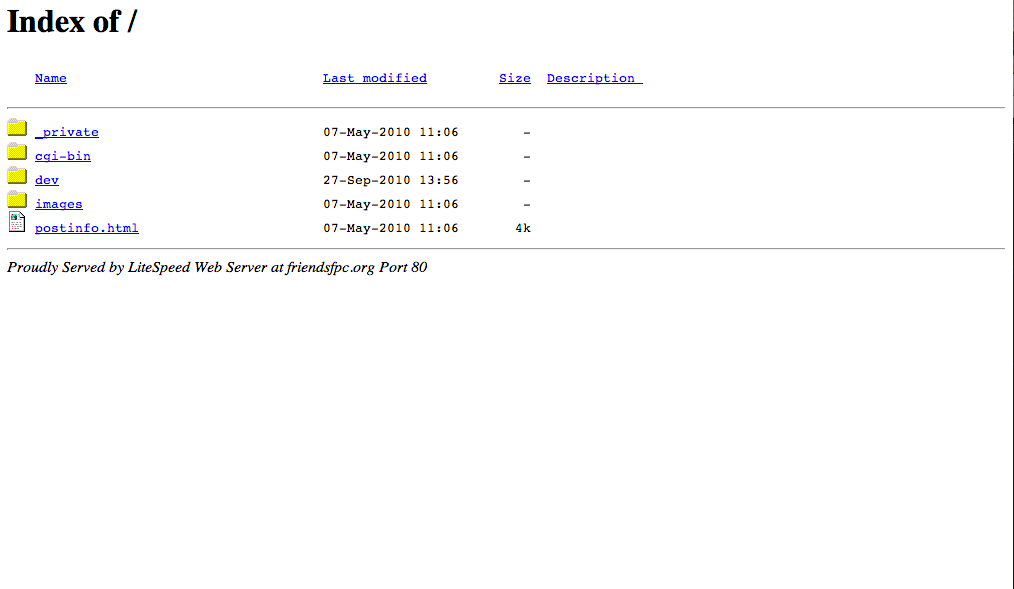 Index of /
Name Last modified Size Description
_private 07-May-2010 11:06 -
cgi-bin 07-May-2010 11:06 -
dev 27-Sep-2010 13:56 -
images 07-May-2010 11:06 -
postinfo.html 07-May-2010 11:06 4k
Proudly Served by LiteSpeed Web Server at friendsfpc.org Port 80